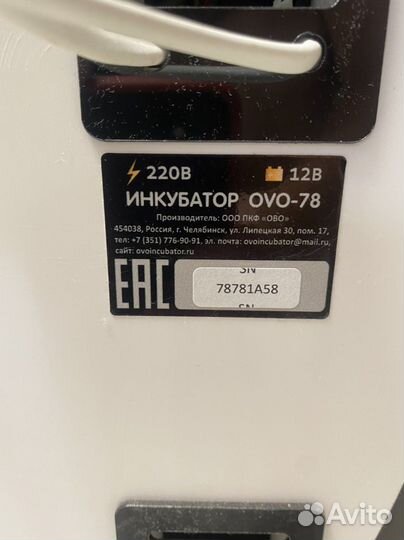 220В 12В
ИНКУБАТОР OVO-78
Производитель: ООО ПКФ «ОВО»
454038, Россия, г. Челябинск, ул. Липецкая 30, пом. 17,
тел: +7 (351) 776-90-91, эл. почта: ovoincubator@mail.ru,
сайт: ovoincubator.ru
EAC
SN
78781A58
SN
Avito